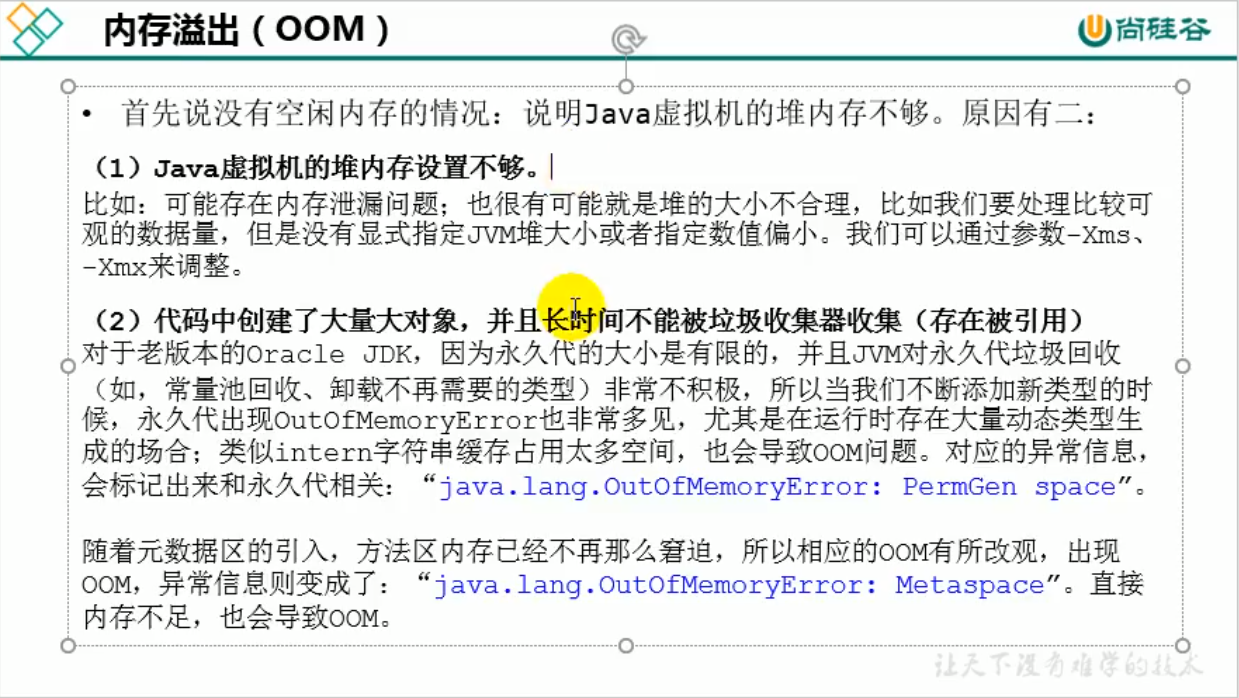 内存溢出（OOM）
尚硅谷
• 首先说没有空闲内存的情况：说明Java虚拟机的堆内存不够。原因有二：
（1）Java虚拟机的堆内存设置不够。
比如：可能存在内存泄漏问题；也很有可能就是堆的大小不合理，比如我们要处理比较可
观的数据量，但是没有显式指定JVM堆大小或者指定数值偏小。我们可以通过参数-Xms、
-Xmx来调整。
（2）代码中创建了大量大对象，并且长时间不能被垃圾收集器收集（存在被引用）
对于老版本的Oracle JDK，因为永久代的大小是有限的，并且JVM对永久代垃圾回收
（如，常量池回收、卸载不再需要的类型）非常不积极，所以当我们不断添加新类型的时
候，永久代出现OutOfMemoryError也非常多见，尤其是在运行时存在大量动态类型生
成的场合；类似intern字符串缓存占用太多空间，也会导致OOM问题。对应的异常信息，
会标记出来和永久代相关：“java.lang.OutOfMemoryError: PermGen space”。
随着元数据区的引入，方法区内存已经不再那么窘迫，所以相应的OOM有所改观，出现
OOM，异常信息则变成了：“java.lang.OutOfMemoryError: Metaspace”。直接
内存不足，也会导致OOM。
让天下没有难学的技术